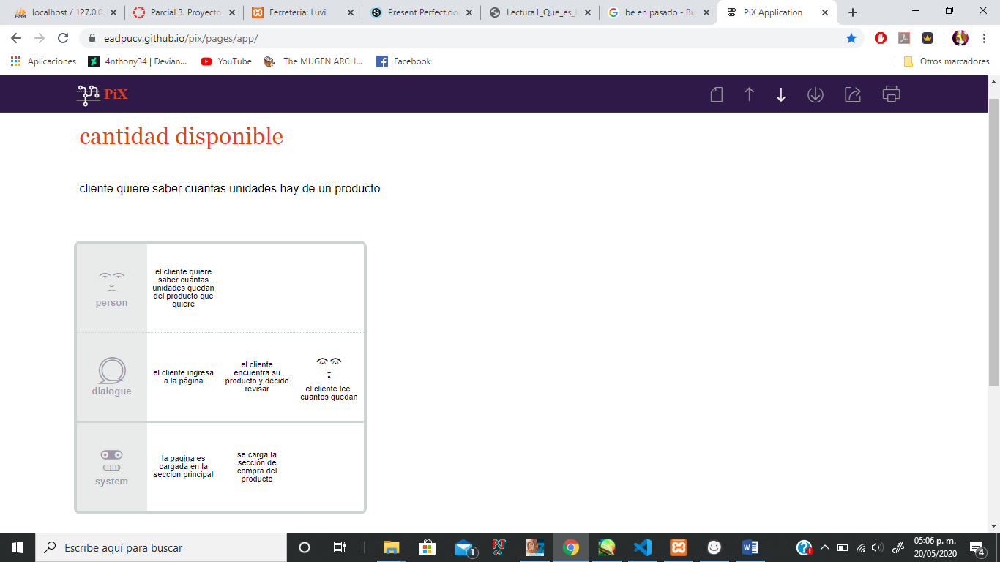 localhost / 127.0.0
Parcial 3. Proyecto
Ferreteria: Luvi
Present Perfect.do
Lectura1_Que_es_l
be en pasado - Bu
PiX Application
eadpucv.github.io/pix/pages/app/
Aplicaciones
4nthony34 | Devian...
YouTube
The MUGEN ARCH...
Facebook
Otros marcadores
PiX
cantidad disponible
cliente quiere saber cuántas unidades hay de un producto
person
el cliente quiere
saber cuántas
unidades quedan
del producto que
quiere
dialogue
el cliente ingresa
a la página
el cliente
encuentra su
producto y decide
revisar
el cliente lee
cuantos quedan
system
la pagina es
cargada en la
seccion principal
se carga la
sección de
compra del
producto
Escribe aquí para buscar
1
05:06 p. m.
20/05/2020
4